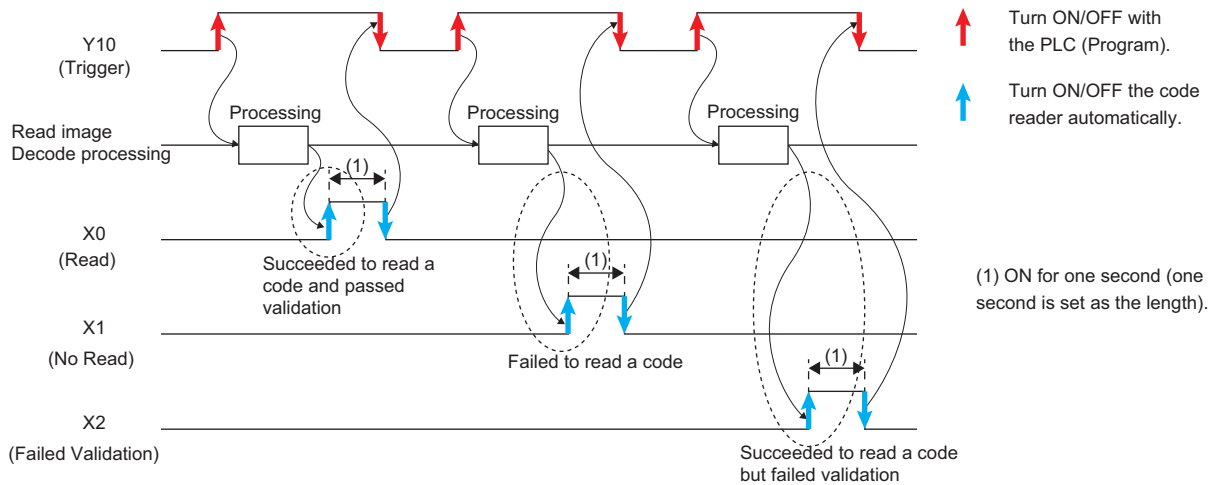 Y10
(Trigger)
Turn ON/OFF with
the PLC (Program).
Turn ON/OFF the code
reader automatically.
Processing
Processing
Processing
Read image
Decode processing
(1)
X0
(Read)
Succeeded to read a
code and passed
validation
(1)
(1) ON for one second (one
second is set as the length).
X1
(No Read)
Failed to read a code
(1)
X2
(Failed Validation)
Succeeded to read a code
but failed validation